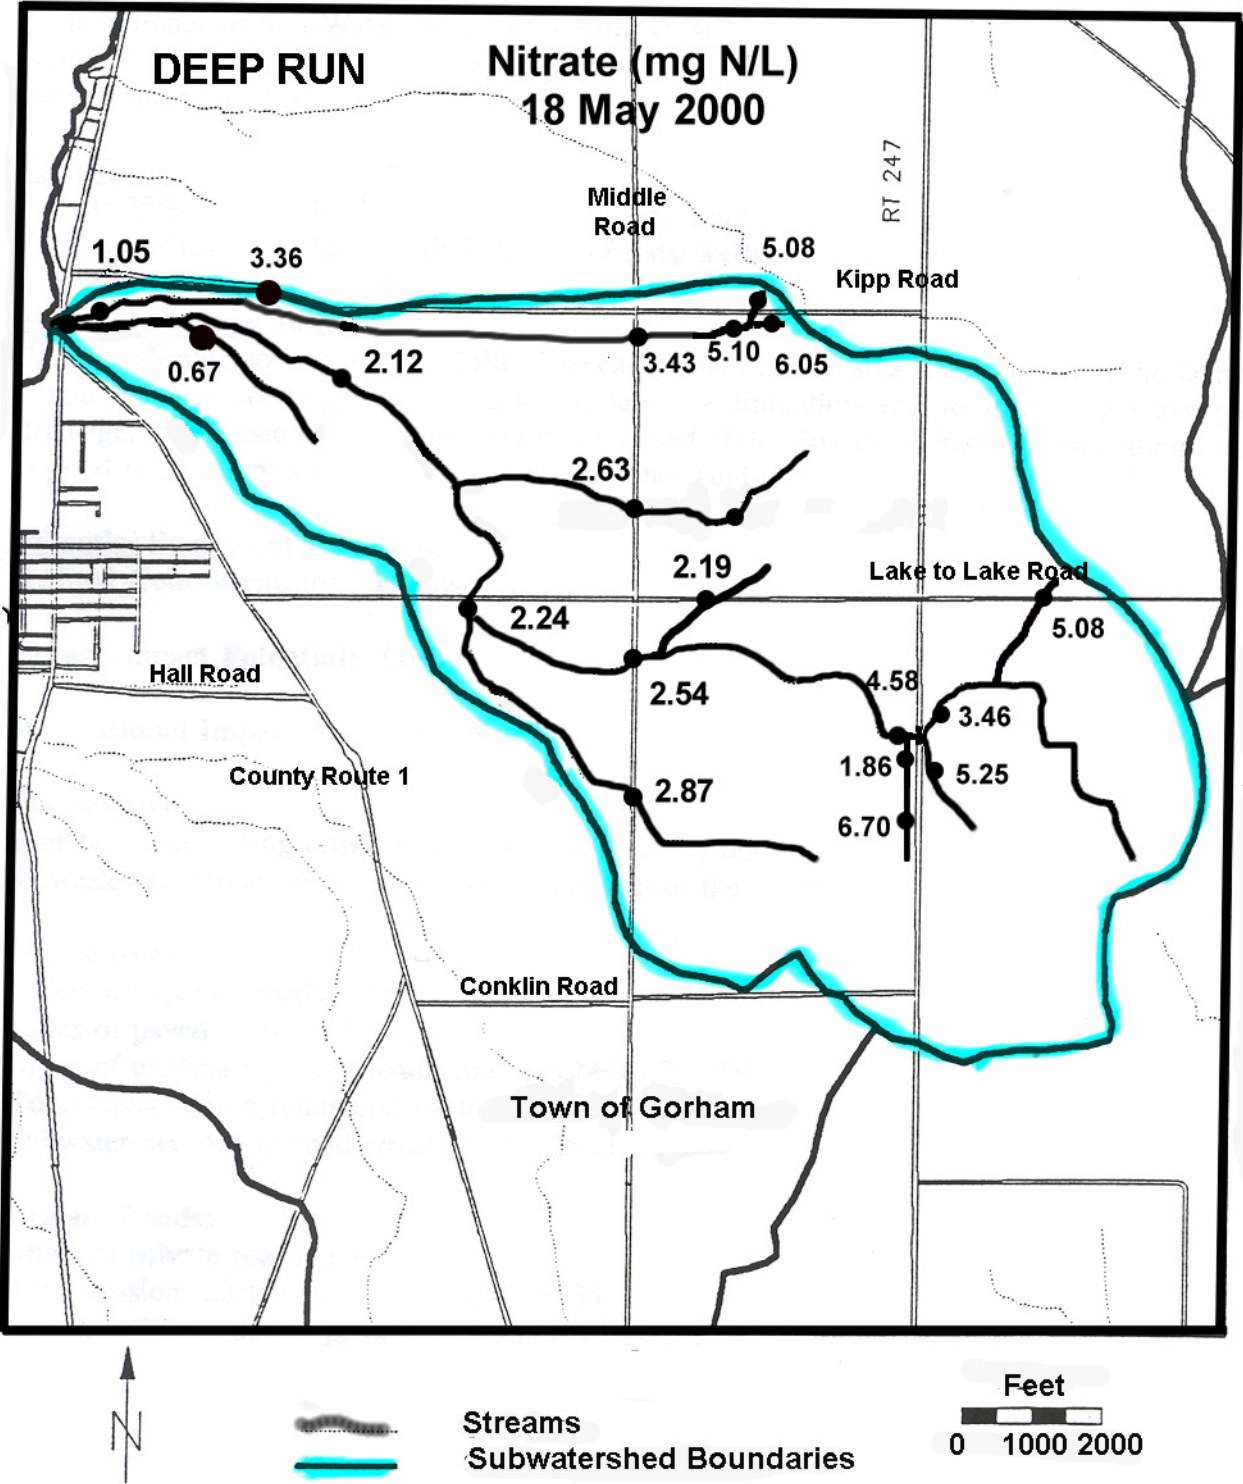 DEEP RUN
Nitrate (mg N/L)
18 May 2000
RT 247
Middle
Road
1.05
3.36
5.08
Kipp Road
0.67
2.12
3.43
5.10
6.05
2.63
2.19
Lake to Lake Road
2.24
5.08
2.54
4.58
3.46
Hall Road
County Route 1
1.86
5.25
2.87
6.70
Conklin Road
Town of Gorham
N
Streams
Subwatershed Boundaries
Feet
0 1000 2000